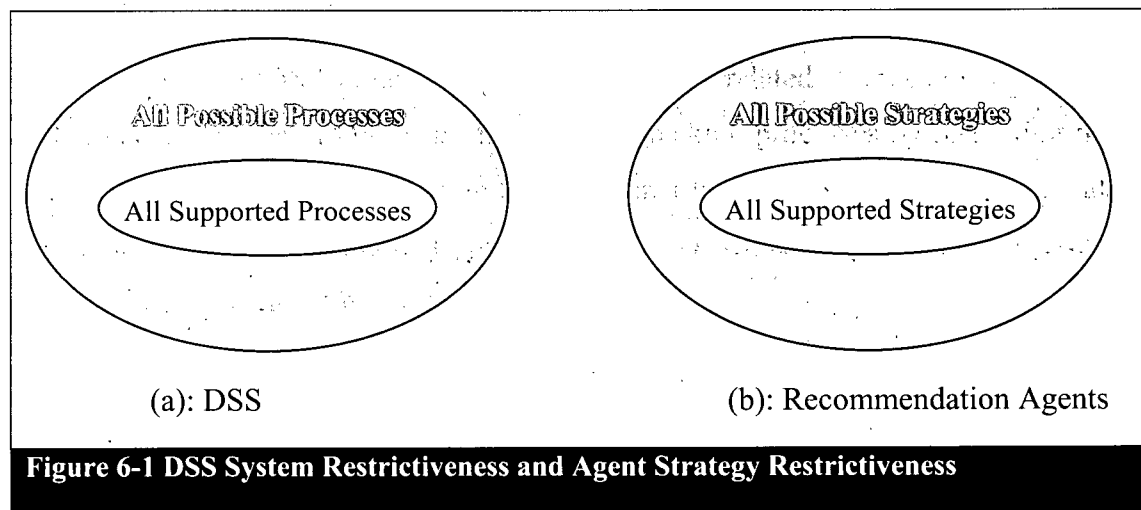 related
All Possible Processes
All Possible Strategies
All Supported Processes
All Supported Strategies
(a): DSS
(b): Recommendation Agents
Figure 6-1 DSS System Restrictiveness and Agent Strategy Restrictiveness